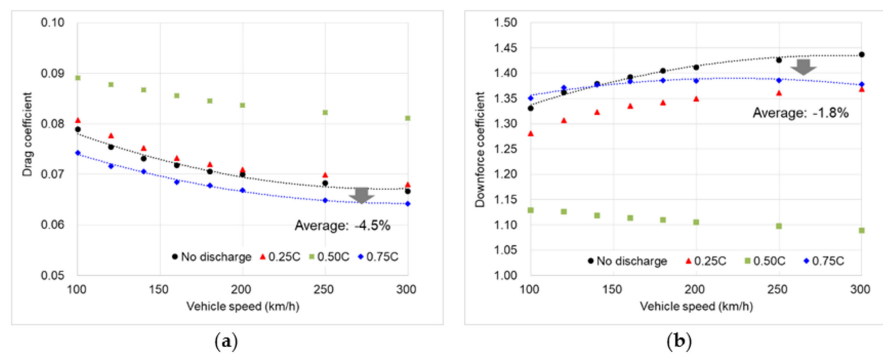 0.10
0.09
0.08
0.07
0.06
0.05
Drag coefficient
Average: -4.5%
No discharge 0.25C 0.50C 0.75C
100 150 200 250 300
Vehicle speed (km/h)
(a)
1.50
1.45
1.40
1.35
1.30
1.25
1.20
1.15
1.10
1.05
1.00
Downforce coefficient
Average: -1.8%
No discharge 0.25C 0.50C 0.75C
100 150 200 250 300
Vehicle speed (km/h)
(b)